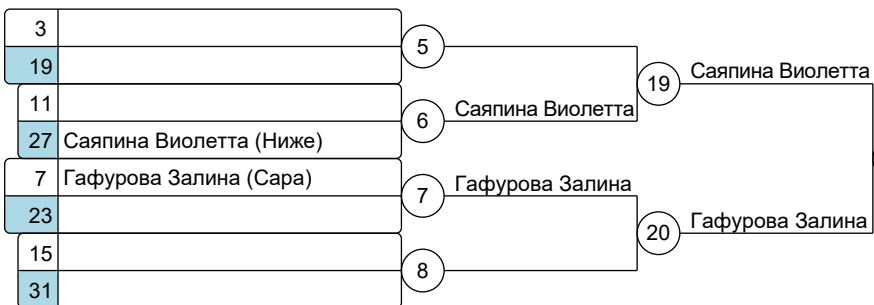 3
19
5
11
27 Саяпина Виолетта (Ниже)
6 Саяпина Виолетта
19 Саяпина Виолетта
7 Гафурова Залина (Сара)
23
7 Гафурова Залина
15
31
8
20 Гафурова Залина